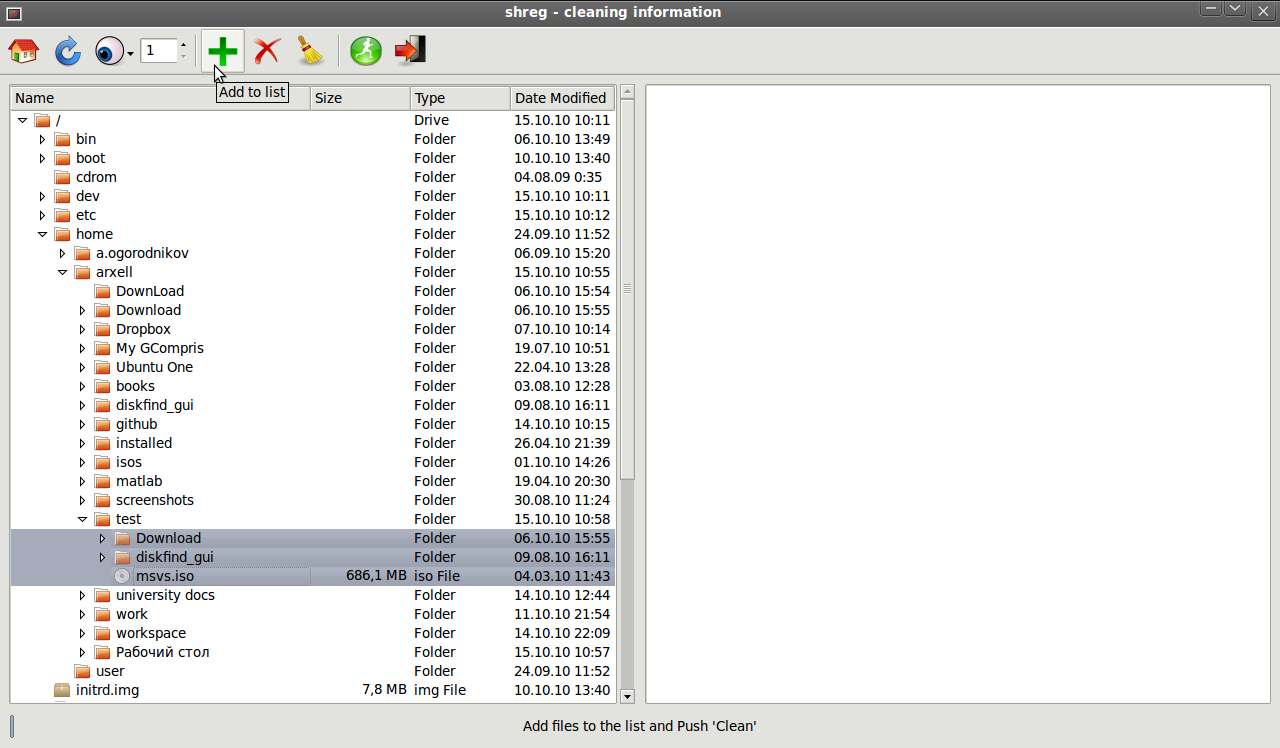 shreg - cleaning information
1
Add to list
Name Size Type Date Modified
/ Drive 15.10.10 10:11
bin Folder 06.10.10 13:49
boot Folder 10.10.10 13:40
cdrom Folder 04.08.09 0:35
dev Folder 15.10.10 10:11
etc Folder 15.10.10 10:12
home Folder 24.09.10 11:52
a.ogorodnikov Folder 06.09.10 15:20
arxell Folder 15.10.10 10:55
DownLoad Folder 06.10.10 15:54
Download Folder 06.10.10 15:55
Dropbox Folder 07.10.10 10:14
My GCompris Folder 19.07.10 10:51
Ubuntu One Folder 22.04.10 13:28
books Folder 03.08.10 12:28
diskfind_gui Folder 09.08.10 16:11
github Folder 14.10.10 10:15
installed Folder 26.04.10 21:39
isos Folder 01.10.10 14:26
matlab Folder 19.04.10 20:30
screenshots Folder 30.08.10 11:24
test Folder 15.10.10 10:58
Download Folder 06.10.10 15:55
diskfind_gui Folder 09.08.10 16:11
msvs.iso 686,1 MB iso File 04.03.10 11:43
university docs Folder 14.10.10 12:44
work Folder 11.10.10 21:54
workspace Folder 14.10.10 22:09
Рабочий стол Folder 15.10.10 10:57
user Folder 24.09.10 11:52
initrd.img 7,8 MB img File 10.10.10 13:40
Add files to the list and Push 'Clean'